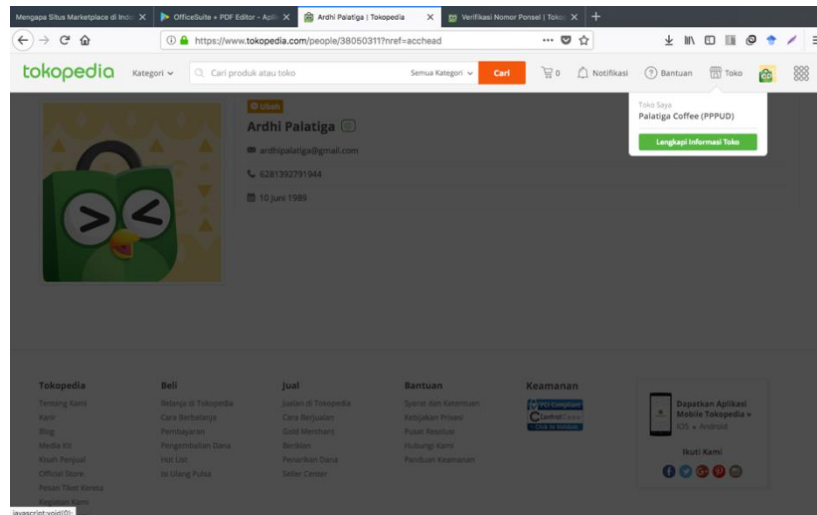 Mengapa Situs Marketplace di Indo
OfficeSuite + PDF Editor - Aplik
Ardhi Palatiga | Tokopedia
Verifikasi Nomor Ponsel | Toko
https://www.tokopedia.com/people/38050311?nref=acchead
tokopedia
Kategori
Cari produk atau toko
Semua Kategori
Cari
0
Notifikasi
Bantuan
Toko
Ubah
Ardhi Palatiga
ardhipalatiga@gmail.com
6281392791944
10 Juni 1989
Toko Saya
Palatiga Coffee (PPPUD)
Lengkapi Informasi Toko
Tokopedia
Tentang Kami
Karir
Blog
Media Kit
Kisah Penjual
Official Store
Pesan Tiket Kereta
Kegiatan Kami
Beli
Belanja di Tokopedia
Cara Berbelanja
Pembayaran
Pengembalian Dana
Hot List
Isi Ulang Pulsa
Jual
Jualan di Tokopedia
Cara Berjualan
Gold Merchant
Beriklan
Penarikan Dana
Seller Center
Bantuan
Syarat dan Ketentuan
Kebijakan Privasi
Pusat Resolusi
Hubungi Kami
Panduan Keamanan
Keamanan
PCI Compliant
ControlCase
Dapatkan Aplikasi
Mobile Tokopedia
iOS
Android
Ikuti Kami
javascript:void(0);